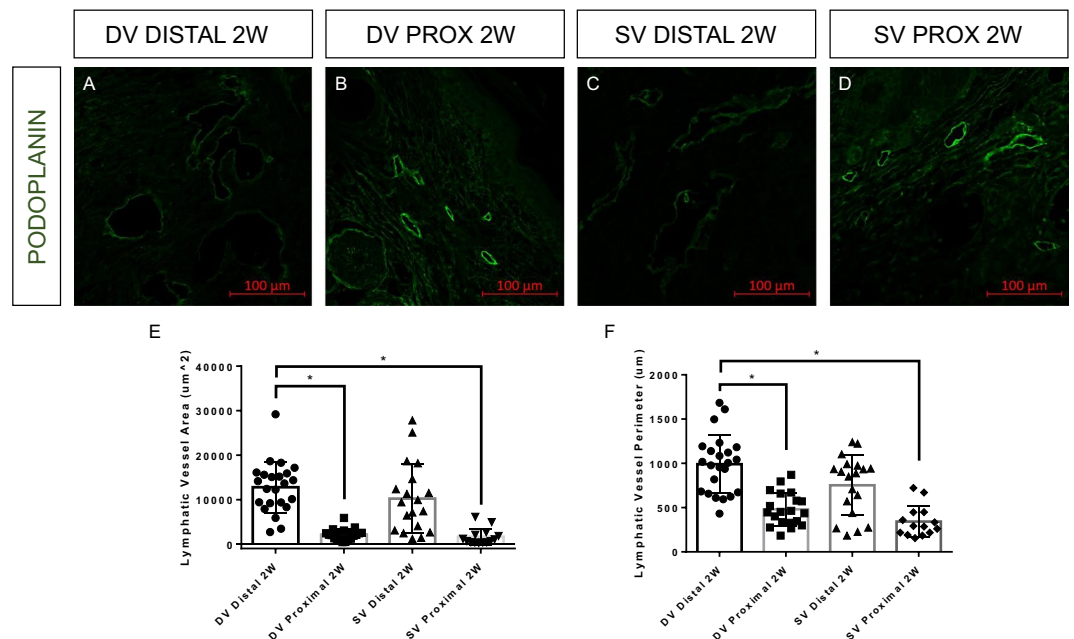 DV DISTAL 2W
DV PROX 2W
SV DISTAL 2W
SV PROX 2W
PODOPLANIN
A
B
C
D
100 µm
100 µm
100 µm
100 µm
E
Lymphatic Vessel Area (um^2)
40000
30000
20000
10000
0
*
*
DV Distal 2W
DV Proximal 2W
SV Distal 2W
SV Proximal 2W
F
Lymphatic Vessel Perimeter (um)
2000
1500
1000
500
0
*
*
DV Distal 2W
DV Proximal 2W
SV Distal 2W
SV Proximal 2W